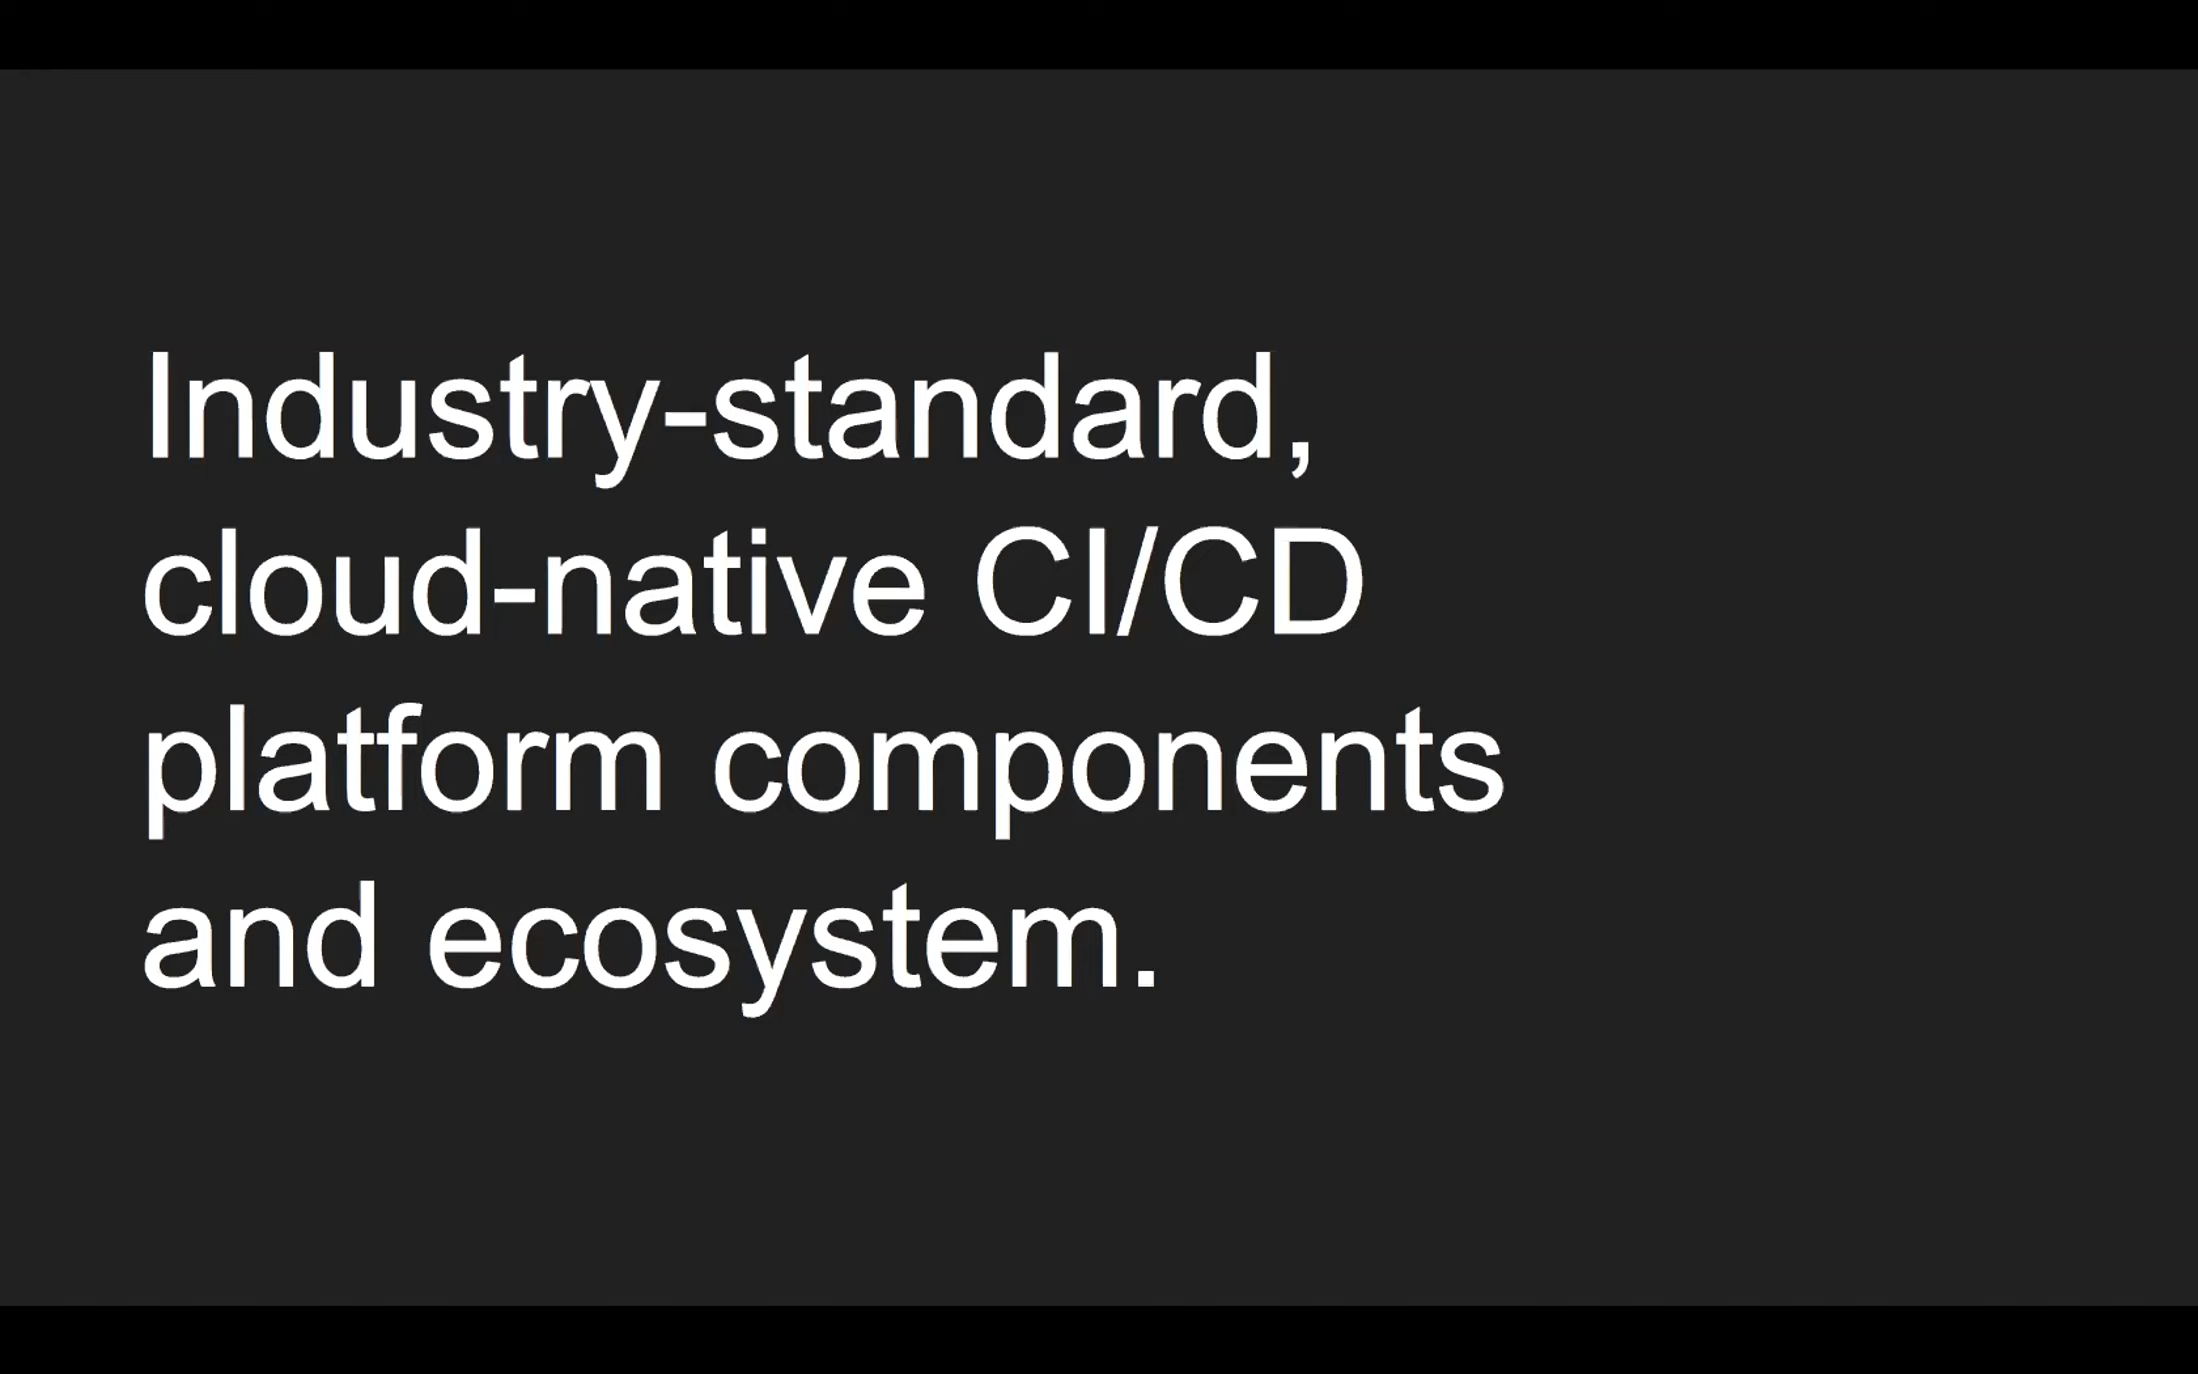 Industry-standard,
cloud-native CI/CD
platform components
and ecosystem.